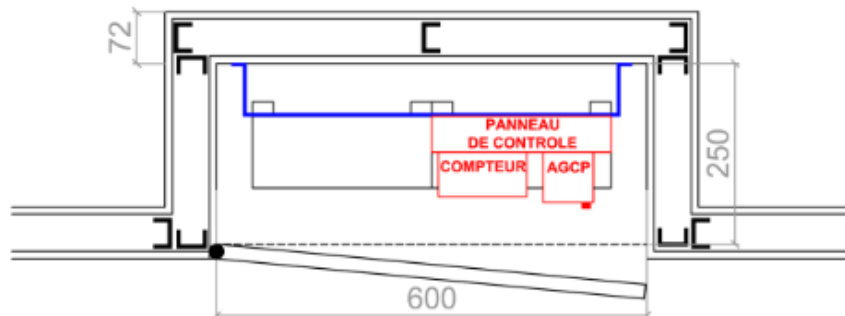 72
PANNEAU
DE CONTROLE
COMPTEUR AGCP
250
600